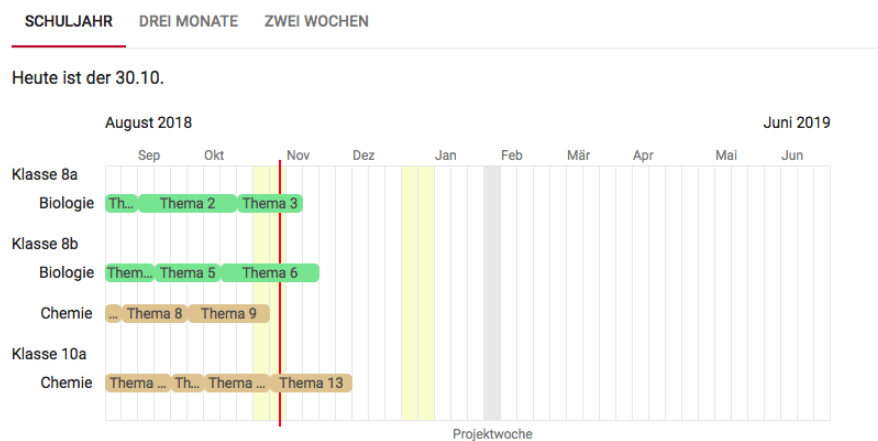 SCHULJAHR DREI MONATE ZWEI WOCHEN
Heute ist der 30.10.
August 2018 Juni 2019
Sep Okt Nov Dez Jan Feb Mär Apr Mai Jun
Klasse 8a
Biologie Th... Thema 2 Thema 3
Klasse 8b
Biologie Them... Thema 5 Thema 6
Chemie ... Thema 8 Thema 9
Klasse 10a
Chemie Thema ... Th... Thema ... Thema 13
Projektwoche